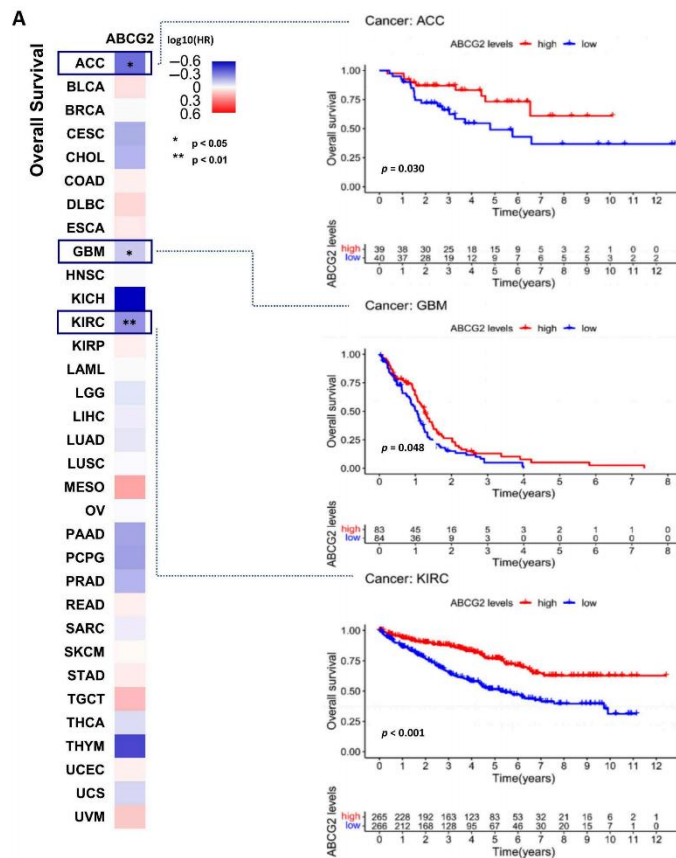 A
ABCG2
Overall Survival
ACC *
BLCA
BRCA
CESC
CHOL
COAD
DLBC
ESCA
GBM *
HNSC
KICH
KIRC **
KIRP
LAML
LGG
LIHC
LUAD
LUSC
MESO
OV
PAAD
PCPG
PRAD
READ
SARC
SKCM
STAD
TGCT
THCA
THYM
UCEC
UCS
UVM
log10(HR)
−0.6
−0.3
0.0
0.3
0.6
* p < 0.05
** p < 0.01
Cancer: ACC
ABCG2 levels high low
Overall survival
1.00
0.75
0.50
0.25
0.00
p = 0.030
0 1 2 3 4 5 6 7 8 9 10 11 12
Time(years)
ABCG2 levels
high 39 38 30 25 18 15 9 5 3 2 1 0 0
low 40 37 28 19 12 9 7 6 5 5 3 2 2
0 1 2 3 4 5 6 7 8 9 10 11 12
Time(years)
Cancer: GBM
ABCG2 levels high low
Overall survival
1.00
0.75
0.50
0.25
0.00
p = 0.048
0 1 2 3 4 5 6 7 8
Time(years)
ABCG2 levels
high 83 45 16 5 3 2 1 1 0
low 84 36 9 3 0 0 0 0 0
0 1 2 3 4 5 6 7 8
Time(years)
Cancer: KIRC
ABCG2 levels high low
Overall survival
1.00
0.75
0.50
0.25
0.00
p < 0.001
0 1 2 3 4 5 6 7 8 9 10 11 12
Time(years)
ABCG2 levels
high 265 228 192 163 123 83 53 32 21 16 6 2 1
low 266 212 168 128 95 67 46 30 20 15 7 1 0
0 1 2 3 4 5 6 7 8 9 10 11 12
Time(years)